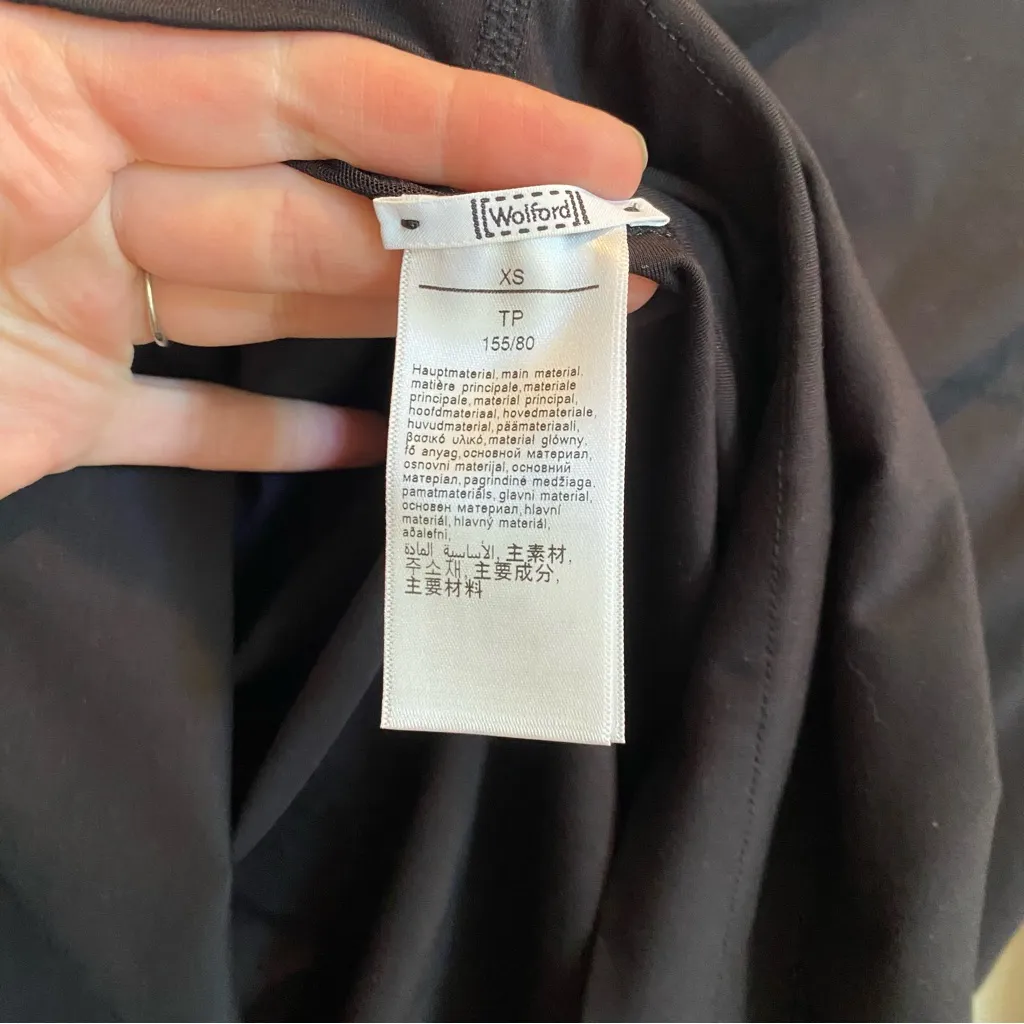 Wolford
XS
TP
155/80
Hauptmaterial, main material,
matière principale, materiale
principale, material principal,
hoofdmateriaal, hovedmateriale,
huvudmaterial, päämateriaali,
βασικό υλικό, material główny,
fő anyag, основной материал,
osnovni materijal, основний
матеріал, pagrindinė medžiaga,
pamatmateriāls, glavni material,
основен материал, hlavní
materiál, hlavný materiál,
aðalefni,
المادة الأساسية, 主素材,
주소재, 主要成分,
主要材料